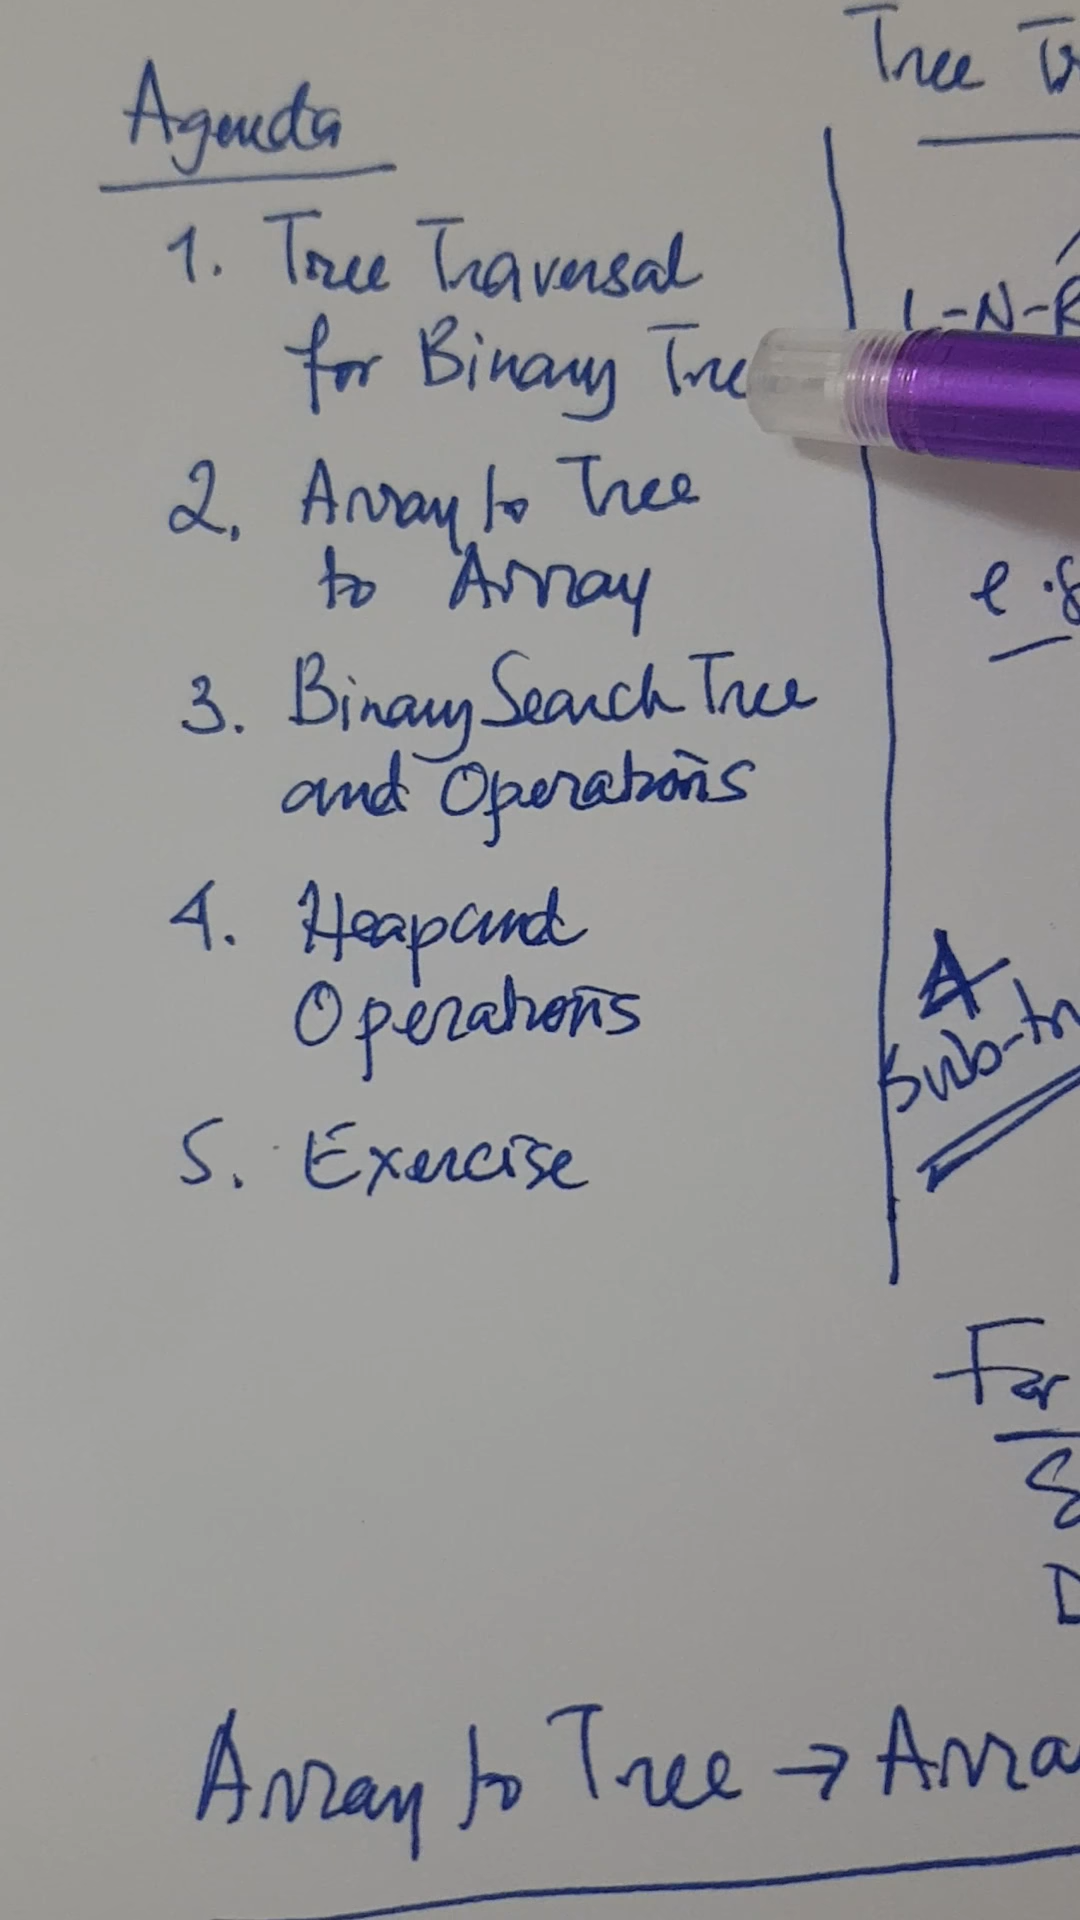 Agenda
1. Tree Traversal
for Binary Tree
2. Array to Tree
to Array
3. Binary Search Tree
and Operations
4. Heap and
Operations
5. Exercise
Tree Tr
L-N-R
e.g
A
Sub-tr
For
S
D
Array to Tree → Arra